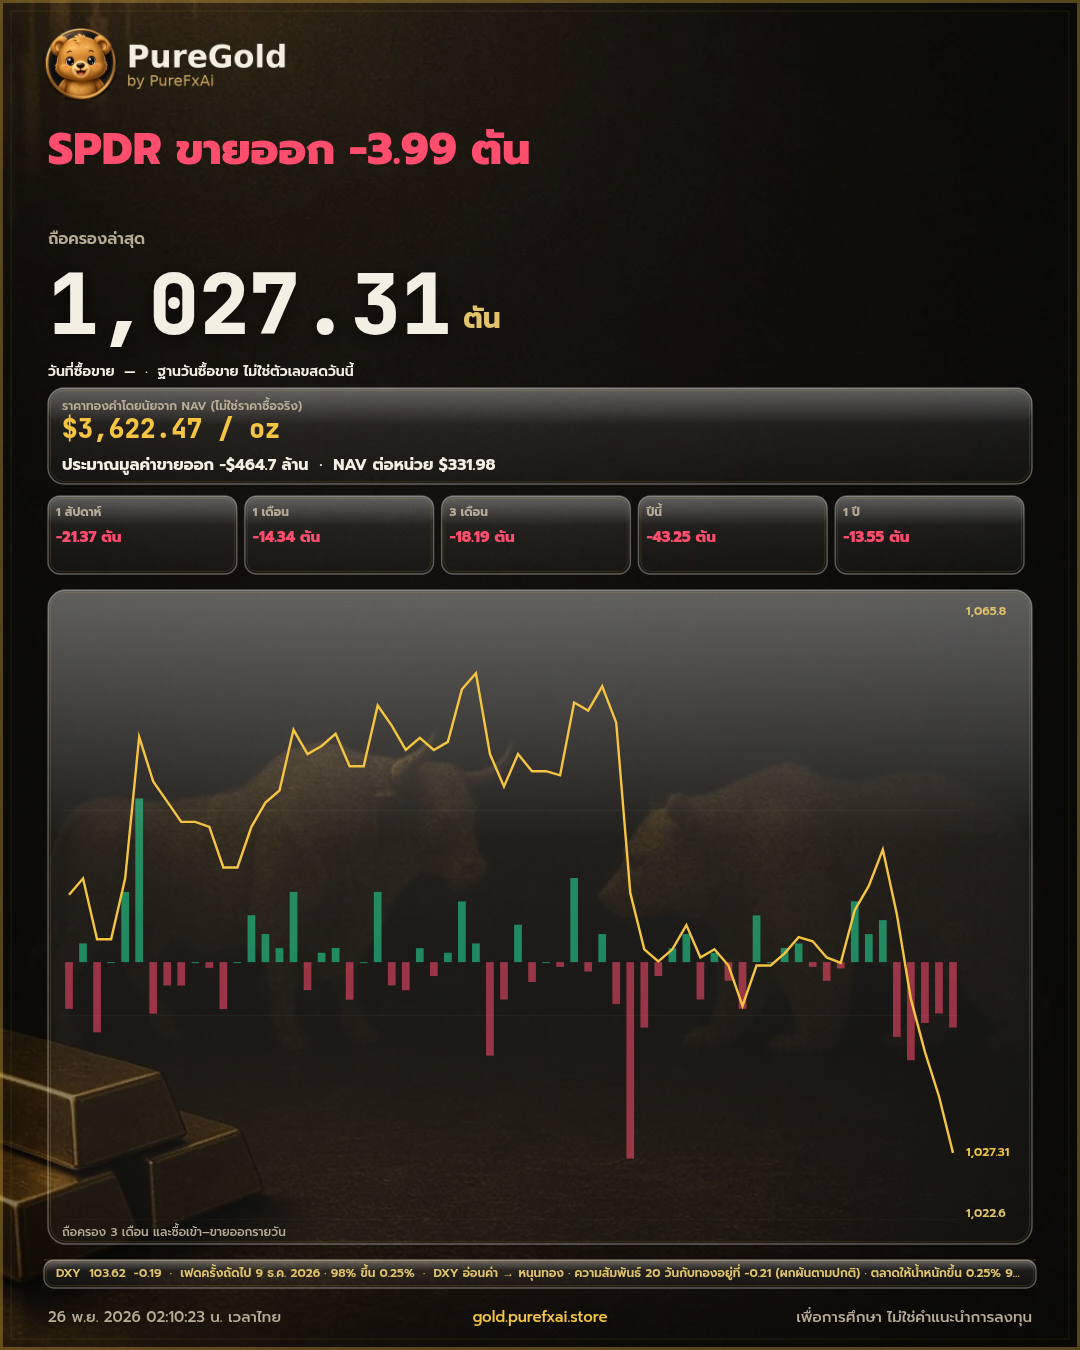 PureGold
by PureFxAi
SPDR ขายออก -3.99 ตัน
ถือครองล่าสุด
1,027.31 ตัน
วันที่ซื้อขาย — · ฐานวันซื้อขาย ไม่ใช่ตัวเลขสดวันนี้
ราคาทองคำโดยนัยจาก NAV (ไม่ใช่ราคาซื้อจริง)
$3,622.47 / oz
ประมาณมูลค่าขายออก -$464.7 ล้าน · NAV ต่อหน่วย $331.98
1 สัปดาห์
-21.37 ตัน
1 เดือน
-14.34 ตัน
3 เดือน
-18.19 ตัน
ปีนี้
-43.25 ตัน
1 ปี
-13.55 ตัน
1,065.8
1,027.31
1,022.6
ถือครอง 3 เดือน และซื้อเข้า–ขายออกรายวัน
DXY 103.62 -0.19 · เฟดครั้งถัดไป 9 ธ.ค. 2026 · 98% ขึ้น 0.25% · DXY อ่อนค่า → หนุนทอง · ความสัมพันธ์ 20 วันกับทองอยู่ที่ -0.21 (ผกผันตามปกติ) · ตลาดให้น้ำหนักขึ้น 0.25% 9…
26 พ.ย. 2026 02:10:23 น. เวลาไทย
gold.purefxai.store
เพื่อการศึกษา ไม่ใช่คำแนะนำการลงทุน